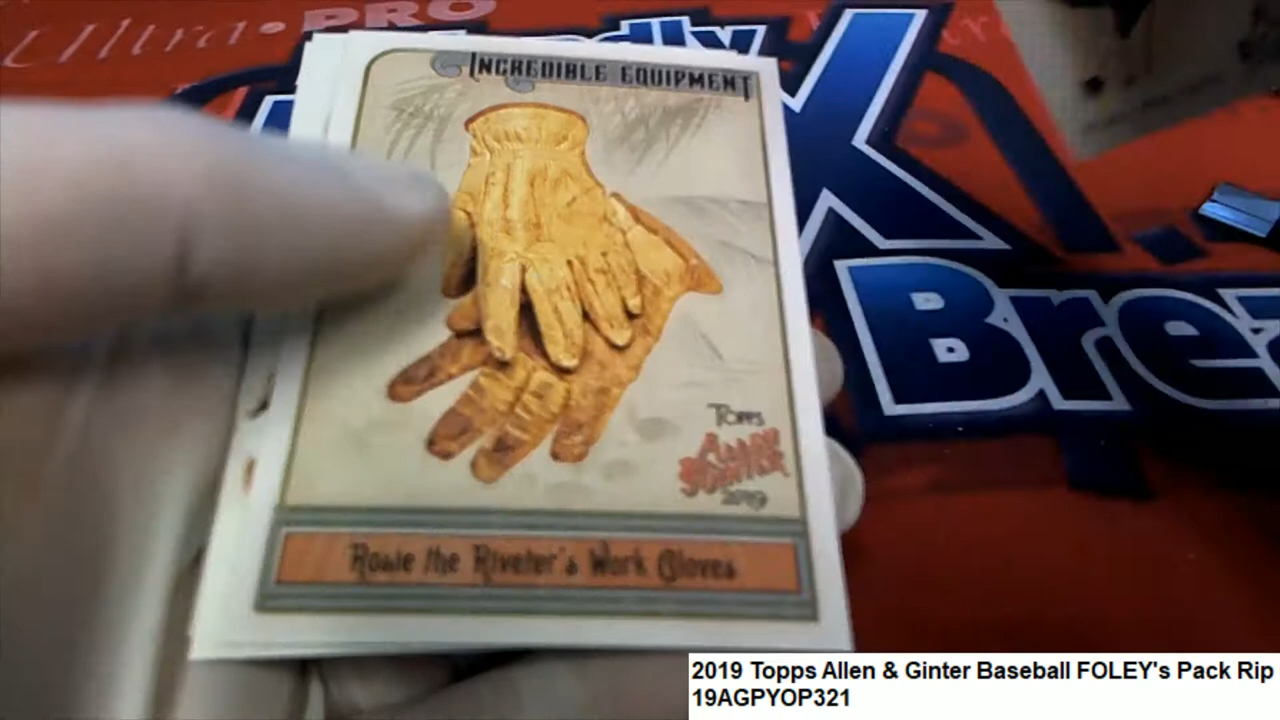 Ultra•PRO
INCREDIBLE EQUIPMENT
TOPPS
ALLEN
GINTER
2019
Rosie the Riveter's Work Gloves
2019 Topps Allen & Ginter Baseball FOLEY's Pack Rip
19AGPYOP321